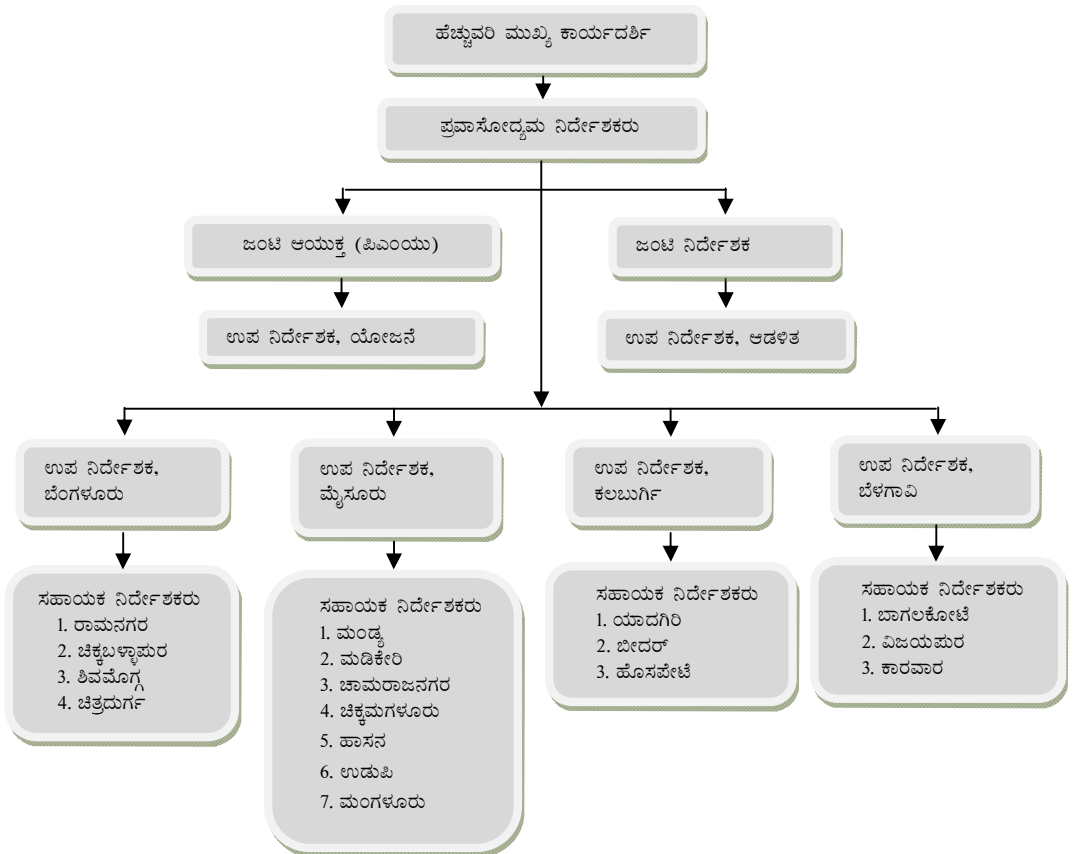 ಹೆಚ್ಚುವರಿ ಮುಖ್ಯ ಕಾರ್ಯದರ್ಶಿ
ಪ್ರವಾಸೋದ್ಯಮ ನಿರ್ದೇಶಕರು
ಜಂಟಿ ಆಯುಕ್ತ (ಪಿಎಂಯು)
ಜಂಟಿ ನಿರ್ದೇಶಕ
ಉಪ ನಿರ್ದೇಶಕ, ಯೋಜನೆ
ಉಪ ನಿರ್ದೇಶಕ, ಆಡಳಿತ
ಉಪ ನಿರ್ದೇಶಕ,
ಬೆಂಗಳೂರು
ಉಪ ನಿರ್ದೇಶಕ,
ಮೈಸೂರು
ಉಪ ನಿರ್ದೇಶಕ,
ಕಲಬುರ್ಗಿ
ಉಪ ನಿರ್ದೇಶಕ,
ಬೆಳಗಾವಿ
ಸಹಾಯಕ ನಿರ್ದೇಶಕರು
1. ರಾಮನಗರ
2. ಚಿಕ್ಕಬಳ್ಳಾಪುರ
3. ಶಿವಮೊಗ್ಗ
4. ಚಿತ್ರದುರ್ಗ
ಸಹಾಯಕ ನಿರ್ದೇಶಕರು
1. ಮಂಡ್ಯ
2. ಮಡಿಕೇರಿ
3. ಚಾಮರಾಜನಗರ
4. ಚಿಕ್ಕಮಗಳೂರು
5. ಹಾಸನ
6. ಉಡುಪಿ
7. ಮಂಗಳೂರು
ಸಹಾಯಕ ನಿರ್ದೇಶಕರು
1. ಯಾದಗಿರಿ
2. ಬೀದರ್
3. ಹೊಸಪೇಟೆ
ಸಹಾಯಕ ನಿರ್ದೇಶಕರು
1. ಬಾಗಲಕೋಟೆ
2. ವಿಜಯಪುರ
3. ಕಾರವಾರ